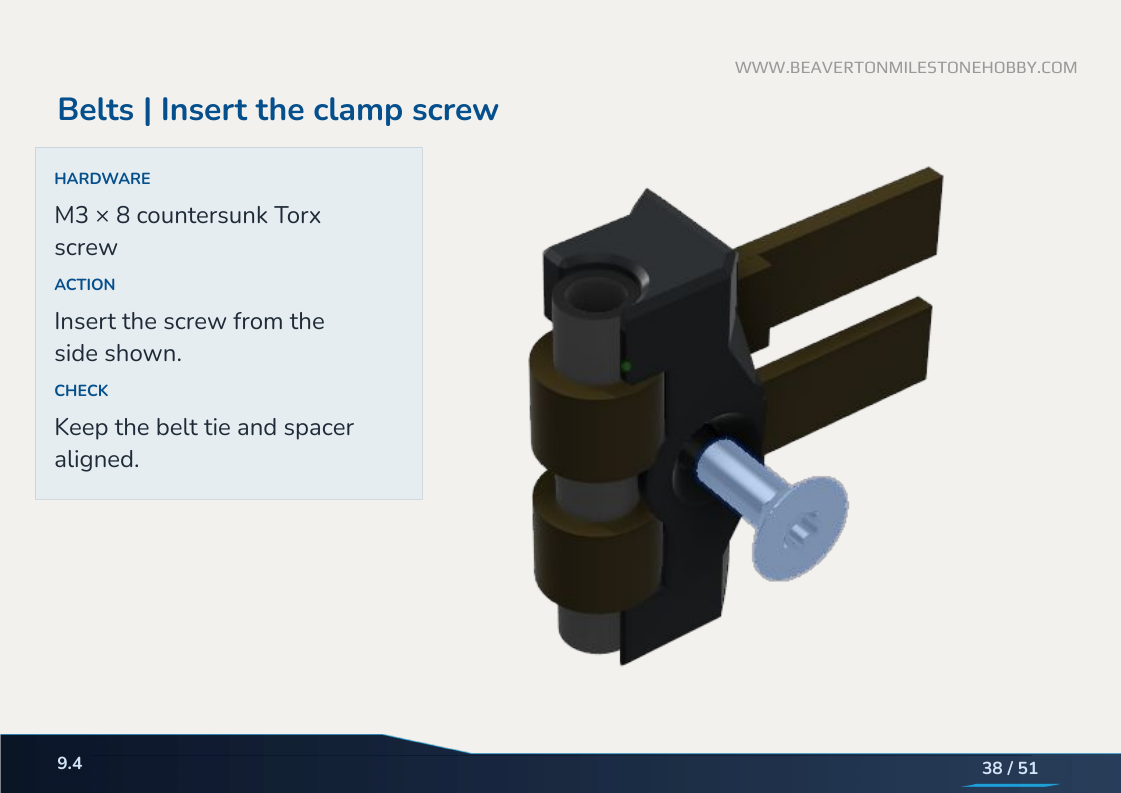 WWW.BEAVERTONMILESTONEHOBBY.COM
Belts | Insert the clamp screw
HARDWARE
M3 × 8 countersunk Torx
screw
ACTION
Insert the screw from the
side shown.
CHECK
Keep the belt tie and spacer
aligned.
9.4
38 / 51